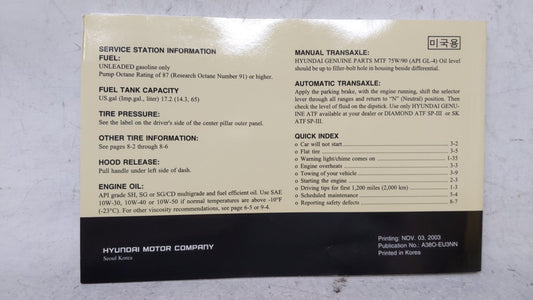 SERVICE STATION INFORMATION
FUEL:
UNLEADED gasoline only
Pump Octane Rating of 87 (Research Octane Number 91) or higher.
FUEL TANK CAPACITY
US.gal (Imp.gal., liter) 17.2 (14.3, 65)
TIRE PRESSURE:
See the label on the driver's side of the center pillar outer panel.
OTHER TIRE INFORMATION:
See pages 8-2 through 8-6
HOOD RELEASE:
Pull handle under left side of dash.
ENGINE OIL:
API grade SH, SG or SG/CD multigrade and fuel efficient oil. Use SAE
10W-30, 10W-40 or 10W-50 if normal temperatures are above -10°F
(-23°C). For other viscosity recommendations, see page 6-5 or 9-4.
미국용
MANUAL TRANSAXLE:
HYUNDAI GENUINE PARTS MTF 75W/90 (API GL-4) Oil level
should be up to filler-bolt hole in housing beside differential.
AUTOMATIC TRANSAXLE:
Apply the parking brake, with the engine running, shift the selector
lever through all ranges and return to "N" (Neutral) position. Then
check the level of fluid on the dipstick. Use only HYUNDAI GENU-
INE ATF available at your dealer or DIAMOND ATF SP-III or SK
ATF SP-III.
QUICK INDEX
o Car will not start ... 3-2
o Flat tire ... 3-5
o Warning light/chime comes on ... 1-35
o Engine overheats ... 3-3
o Towing of your vehicle ... 3-9
o Starting the engine ... 2-3
o Driving tips for first 1,200 miles (2,000 km) ... 1-3
o Scheduled maintenance ... 5-4
o Reporting safety defects ... 8-7
HYUNDAI MOTOR COMPANY
Seoul Korea
Printing: NOV. 03, 2003
Publication No.: A38O-EU3NN
Printed in Korea